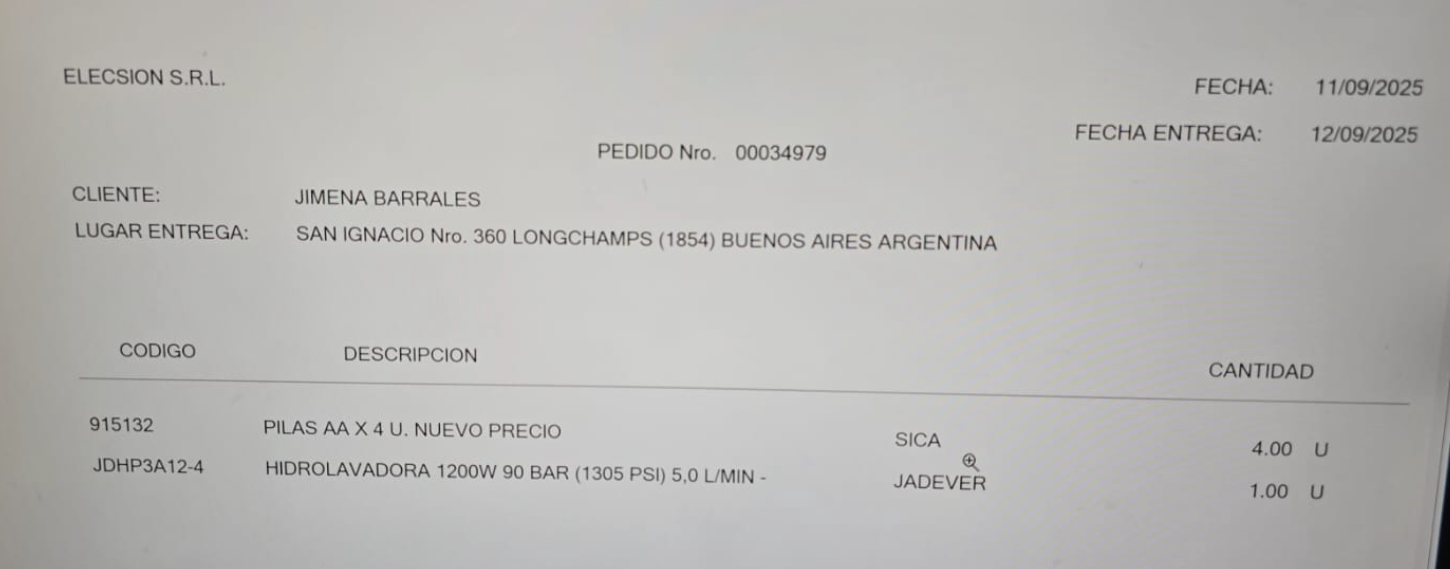 ELECSION S.R.L.
FECHA: 11/09/2025
FECHA ENTREGA: 12/09/2025
PEDIDO Nro. 00034979
CLIENTE: JIMENA BARRALES
LUGAR ENTREGA: SAN IGNACIO Nro. 360 LONGCHAMPS (1854) BUENOS AIRES ARGENTINA
CODIGO DESCRIPCION CANTIDAD
915132 PILAS AA X 4 U. NUEVO PRECIO SICA 4.00 U
JDHP3A12-4 HIDROLAVADORA 1200W 90 BAR (1305 PSI) 5,0 L/MIN - JADEVER 1.00 U